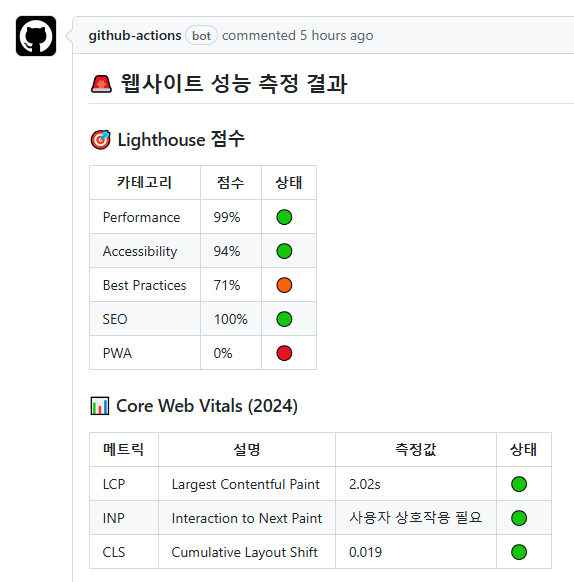 github-actions bot commented 5 hours ago
🚨 웹사이트 성능 측정 결과
🎯 Lighthouse 점수
카테고리 점수 상태
Performance 99% 🟢
Accessibility 94% 🟢
Best Practices 71% 🟠
SEO 100% 🟢
PWA 0% 🔴
📊 Core Web Vitals (2024)
메트릭 설명 측정값 상태
LCP Largest Contentful Paint 2.02s 🟢
INP Interaction to Next Paint 사용자 상호작용 필요 🟢
CLS Cumulative Layout Shift 0.019 🟢